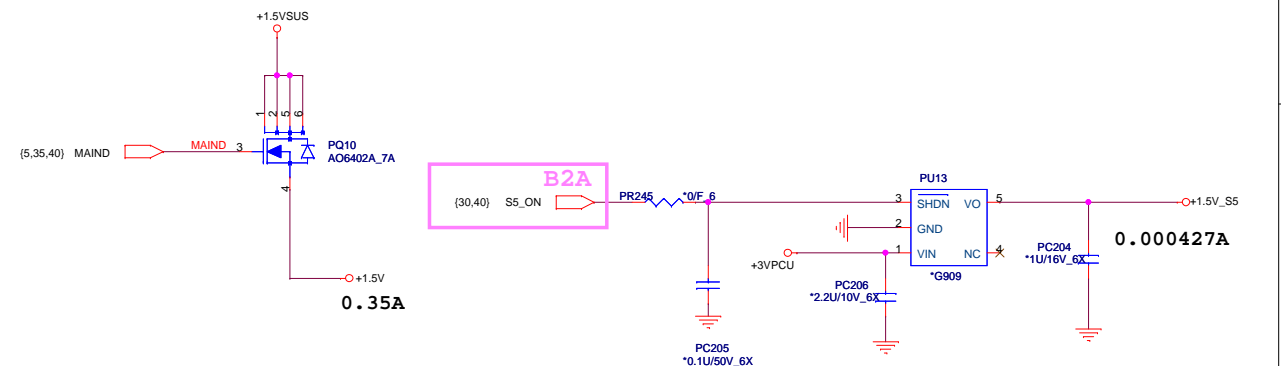 +1.5VSUS
1
2
5
6
{5,35,40} MAIND
MAIND
3
PQ10
AO6402A_7A
4
+1.5V
0.35A
B2A
{30,40} S5_ON
PR245
*0/F_6
PU13
3
SHDN
VO
5
+1.5V_S5
2
GND
0.000427A
1
VIN
NC
4
+3VPCU
*G909
PC204
*1U/16V_6X
PC206
*2.2U/10V_6X
PC205
*0.1U/50V_6X